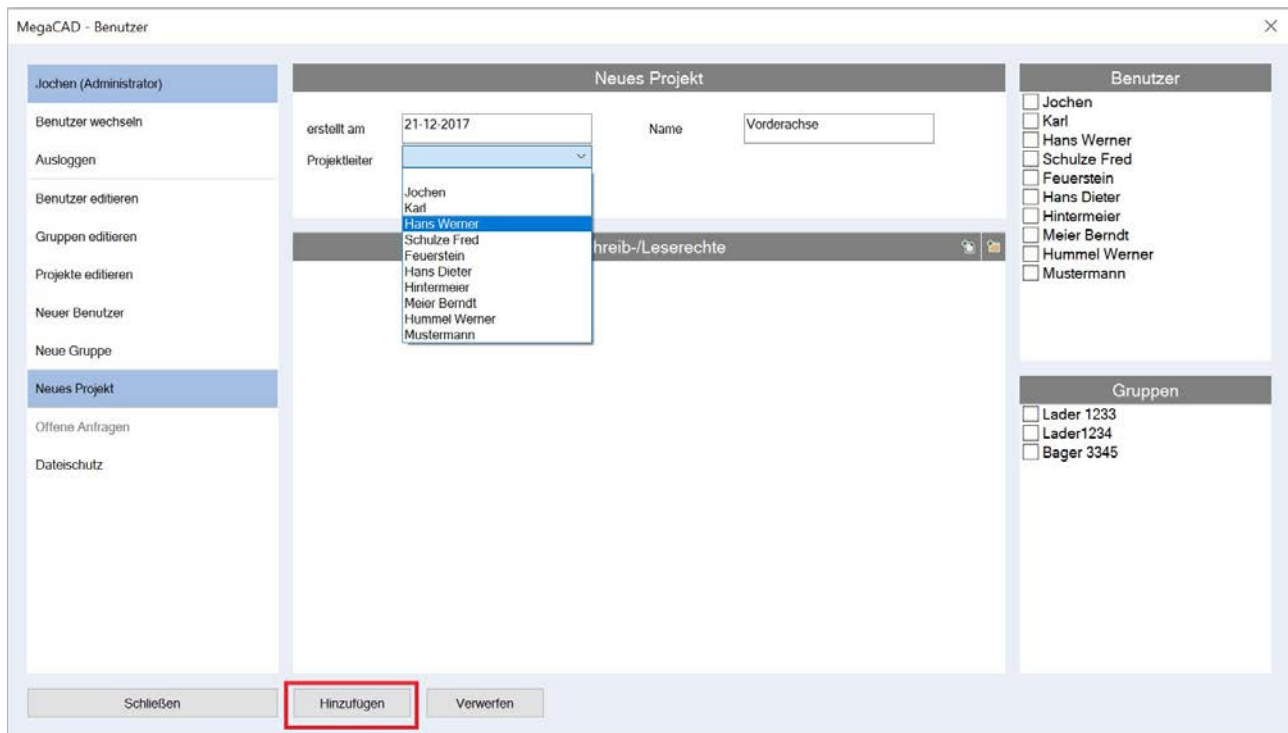 MegaCAD - Benutzer
Jochen (Administrator)
Benutzer wechseln
Ausloggen
Benutzer editieren
Gruppen editieren
Projekte editieren
Neuer Benutzer
Neue Gruppe
Neues Projekt
Offene Anfragen
Dateischutz
Neues Projekt
erstellt am 21-12-2017 Name Vorderachse
Projektleiter
Jochen
Karl
Hans Werner
Schulze Fred
Feuerstein
Hans Dieter
Hintermeier
Meier Berndt
Hummel Werner
Mustermann
hreib-/Leserechte
Benutzer
Jochen
Karl
Hans Werner
Schulze Fred
Feuerstein
Hans Dieter
Hintermeier
Meier Berndt
Hummel Werner
Mustermann
Gruppen
Lader 1233
Lader1234
Bager 3345
Schließen Hinzufügen Verwerfen